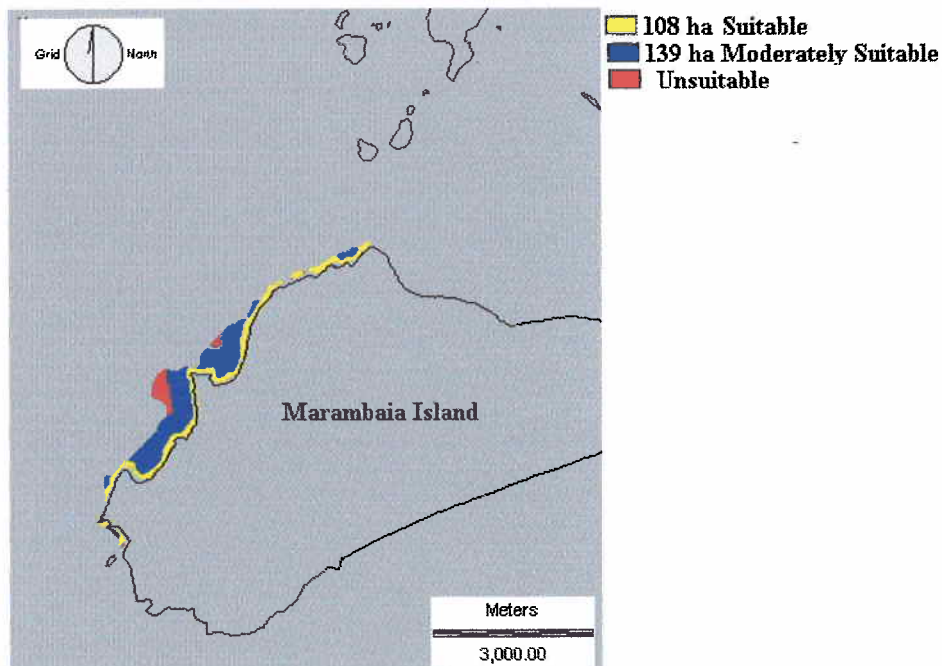 Grid North
108 ha Suitable
139 ha Moderately Suitable
Unsuitable
Marambaia Island
Meters
3,000.00